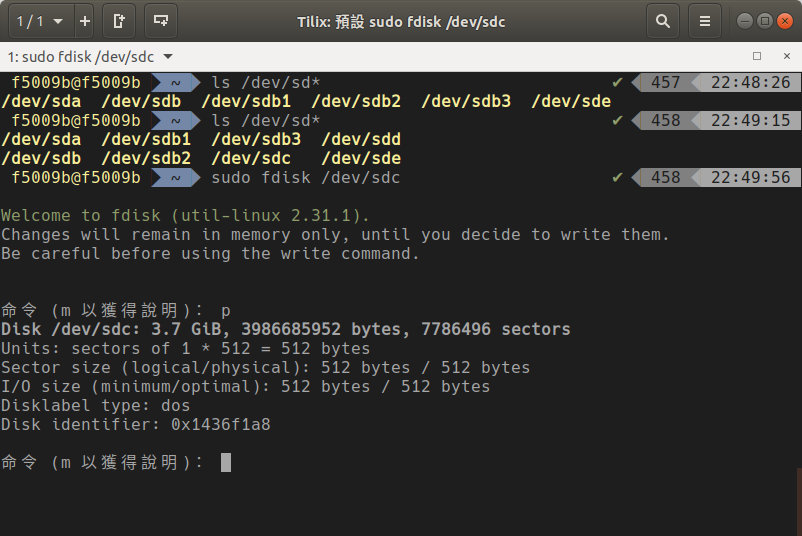 1 / 1
Tilix: 預設 sudo fdisk /dev/sdc
1: sudo fdisk /dev/sdc
f5009b@f5009b ~ ls /dev/sd* ✔ 457 22:48:26
/dev/sda /dev/sdb /dev/sdb1 /dev/sdb2 /dev/sdb3 /dev/sde
f5009b@f5009b ~ ls /dev/sd* ✔ 458 22:49:15
/dev/sda /dev/sdb1 /dev/sdb3 /dev/sdd
/dev/sdb /dev/sdb2 /dev/sdc /dev/sde
f5009b@f5009b ~ sudo fdisk /dev/sdc ✔ 458 22:49:56
Welcome to fdisk (util-linux 2.31.1).
Changes will remain in memory only, until you decide to write them.
Be careful before using the write command.
命令 (m 以獲得說明)： p
Disk /dev/sdc: 3.7 GiB, 3986685952 bytes, 7786496 sectors
Units: sectors of 1 * 512 = 512 bytes
Sector size (logical/physical): 512 bytes / 512 bytes
I/O size (minimum/optimal): 512 bytes / 512 bytes
Disklabel type: dos
Disk identifier: 0x1436f1a8
命令 (m 以獲得說明)：